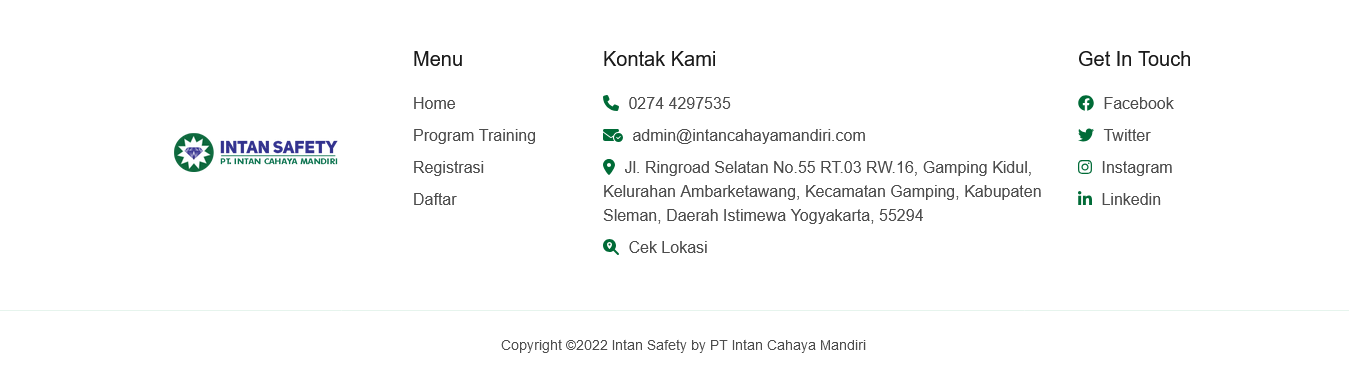 INTAN SAFETY
PT. INTAN CAHAYA MANDIRI
Menu
Home
Program Training
Registrasi
Daftar
Kontak Kami
0274 4297535
admin@intancahayamandiri.com
Jl. Ringroad Selatan No.55 RT.03 RW.16, Gamping Kidul,
Kelurahan Ambarketawang, Kecamatan Gamping, Kabupaten
Sleman, Daerah Istimewa Yogyakarta, 55294
Cek Lokasi
Get In Touch
Facebook
Twitter
Instagram
Linkedin
Copyright ©2022 Intan Safety by PT Intan Cahaya Mandiri